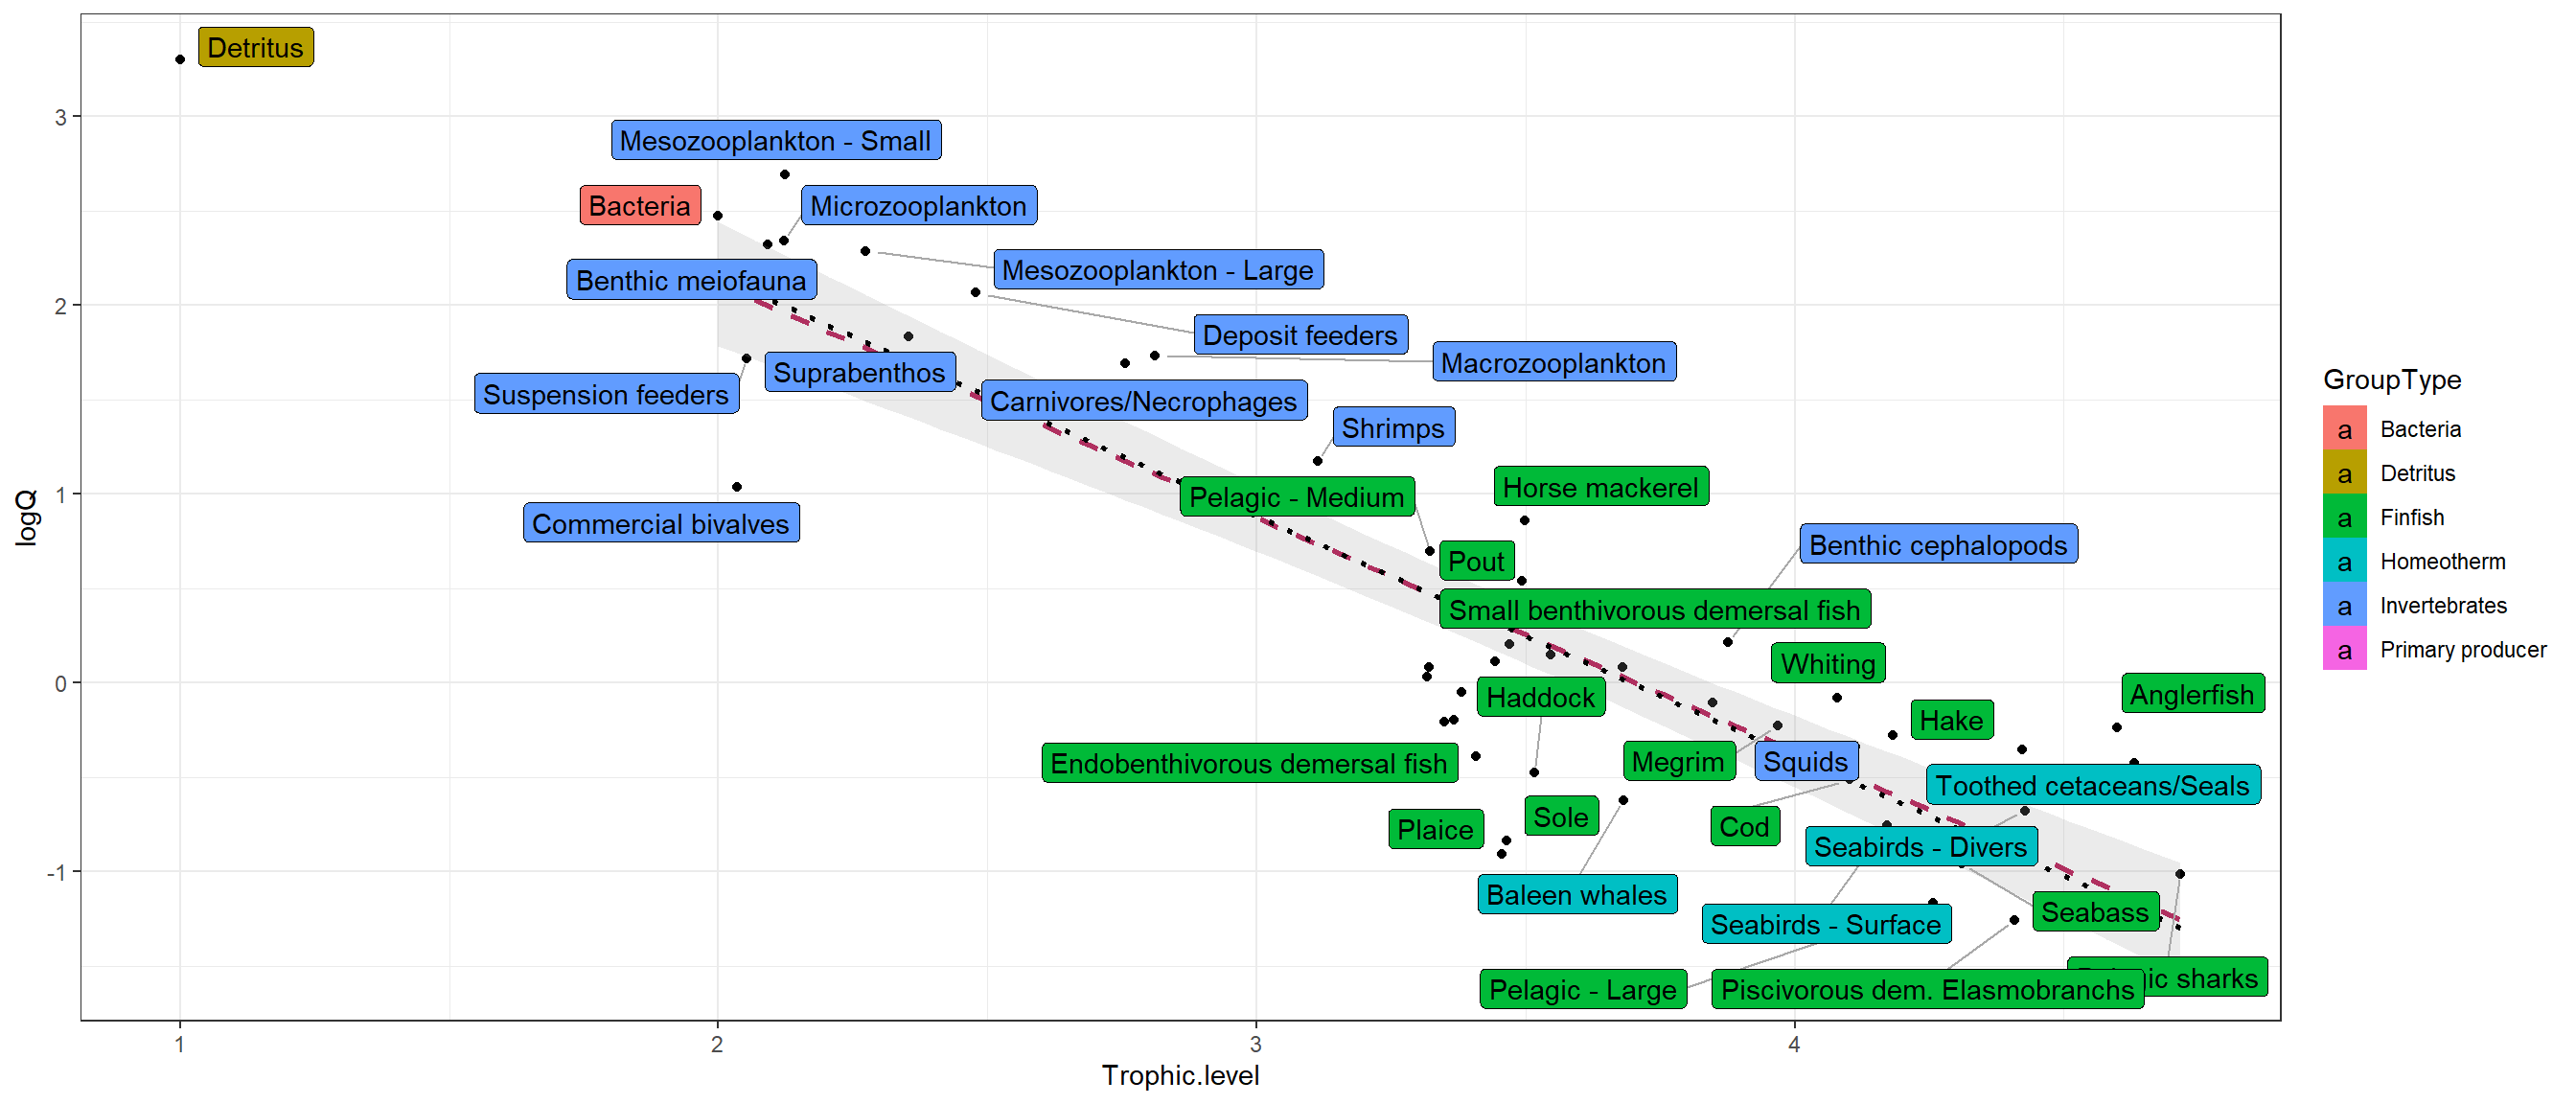 Detritus
3
Mesozooplankton - Small
Bacteria
Microzooplankton
Mesozooplankton - Large
Benthic meiofauna
2
Deposit feeders
Macrozooplankton
Suprabenthos
Suspension feeders
Carnivores/Necrophages
Shrimps
Horse mackerel
Pelagic - Medium
1
Commercial bivalves
logQ
Benthic cephalopods
Pout
Small benthivorous demersal fish
Whiting
0
Haddock
Anglerfish
Hake
Endobenthivorous demersal fish
Megrim
Squids
Toothed cetaceans/Seals
Plaice
Sole
Cod
Seabirds - Divers
-1
Baleen whales
Seabass
Seabirds - Surface
sharks
Pelagic - Large
Piscivorous dem. Elasmobranchs
1
2
3
4
Trophic.level
GroupType
a Bacteria
a Detritus
a Finfish
a Homeotherm
a Invertebrates
a Primary producer